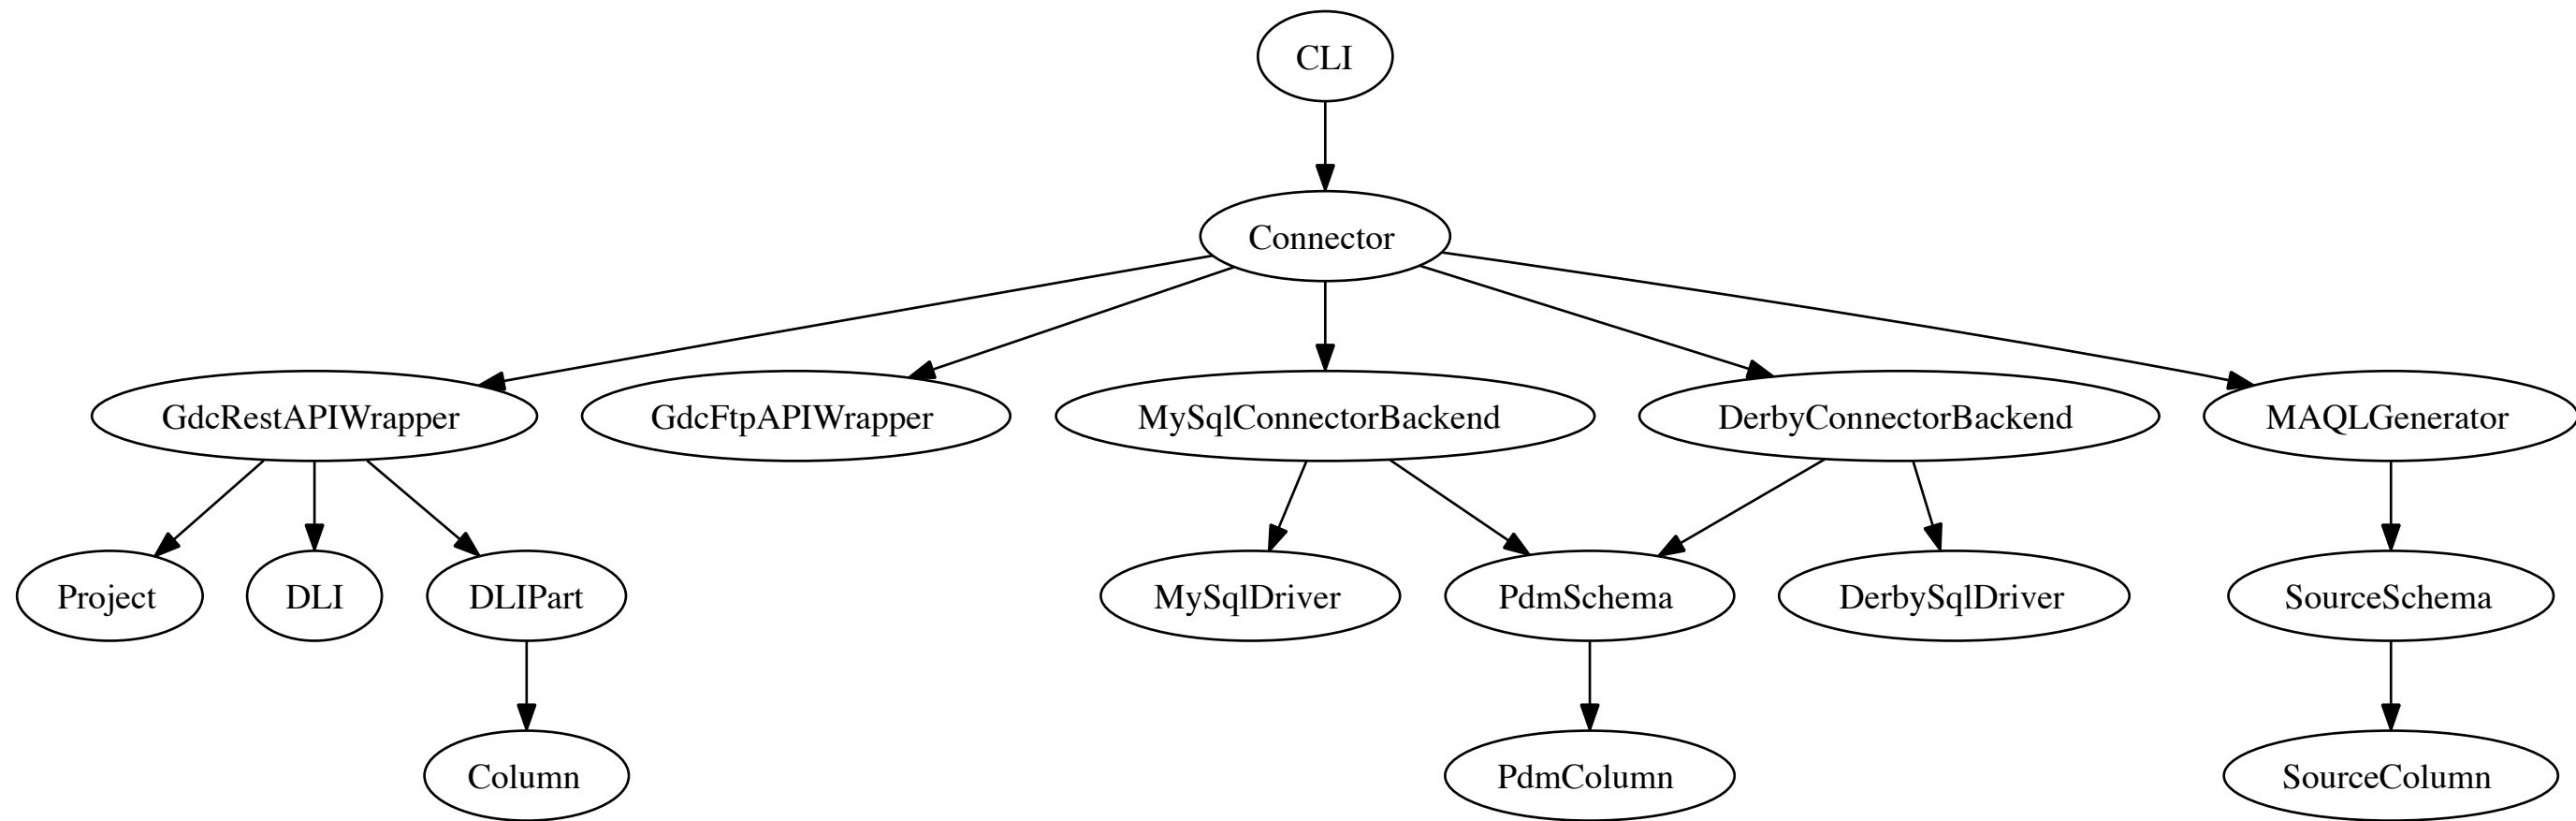 CLI
Connector
GdcRestAPIWrapper
GdcFtpAPIWrapper
MySqlConnectorBackend
DerbyConnectorBackend
MAQLGenerator
Project
DLI
DLIPart
MySqlDriver
PdmSchema
DerbySqlDriver
SourceSchema
Column
PdmColumn
SourceColumn